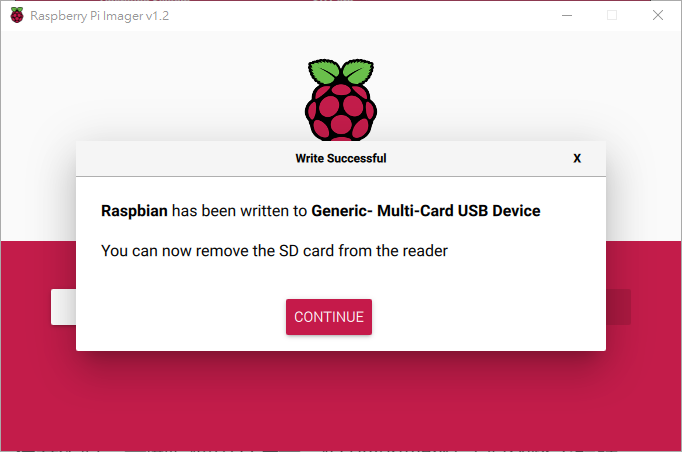 Raspberry Pi Imager v1.2
Write Successful X
Raspbian has been written to Generic- Multi-Card USB Device
You can now remove the SD card from the reader
CONTINUE